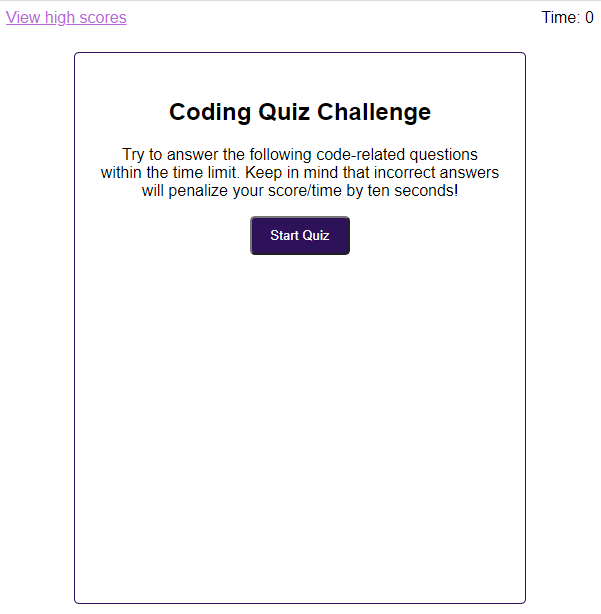 View high scores
Time: 0
Coding Quiz Challenge
Try to answer the following code-related questions
within the time limit. Keep in mind that incorrect answers
will penalize your score/time by ten seconds!
Start Quiz